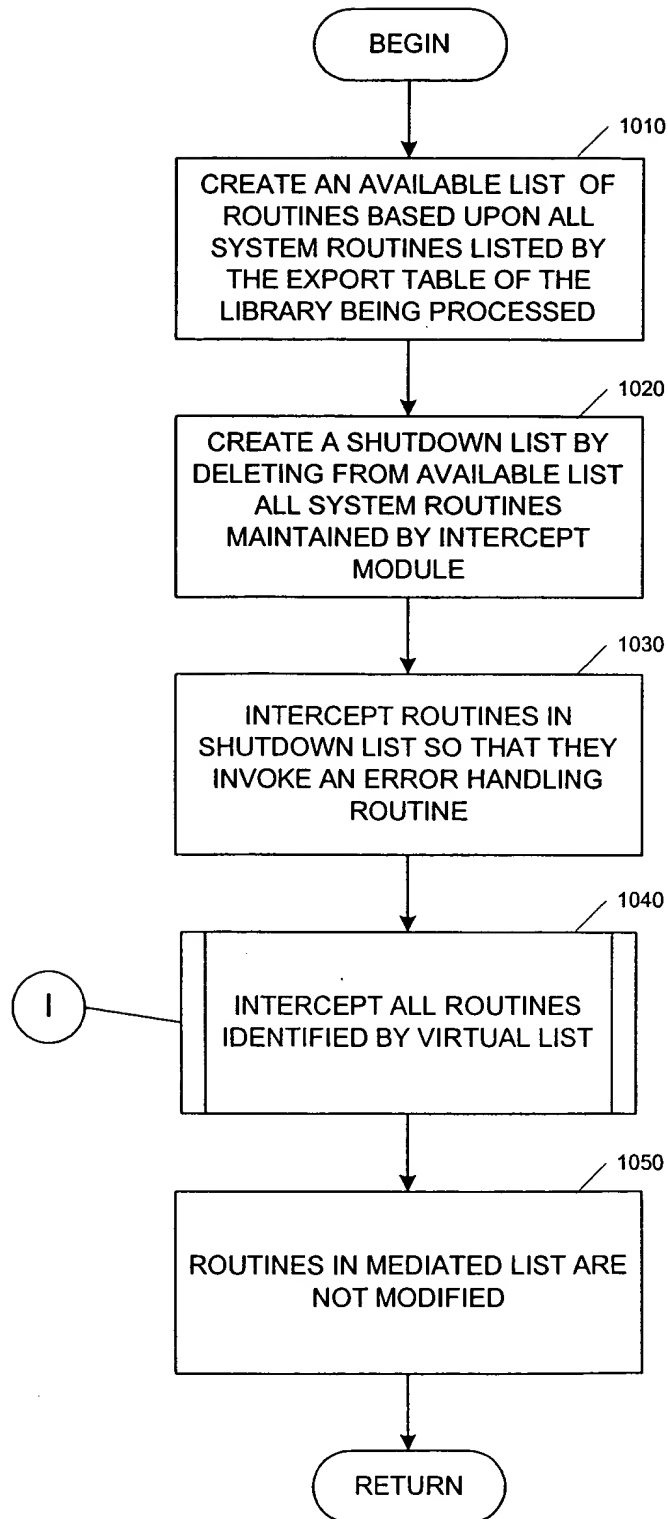 BEGIN
1010
CREATE AN AVAILABLE LIST OF
ROUTINES BASED UPON ALL
SYSTEM ROUTINES LISTED BY
THE EXPORT TABLE OF THE
LIBRARY BEING PROCESSED
1020
CREATE A SHUTDOWN LIST BY
DELETING FROM AVAILABLE LIST
ALL SYSTEM ROUTINES
MAINTAINED BY INTERCEPT
MODULE
1030
INTERCEPT ROUTINES IN
SHUTDOWN LIST SO THAT THEY
INVOKE AN ERROR HANDLING
ROUTINE
1040
I
INTERCEPT ALL ROUTINES
IDENTIFIED BY VIRTUAL LIST
1050
ROUTINES IN MEDIATED LIST ARE
NOT MODIFIED
RETURN